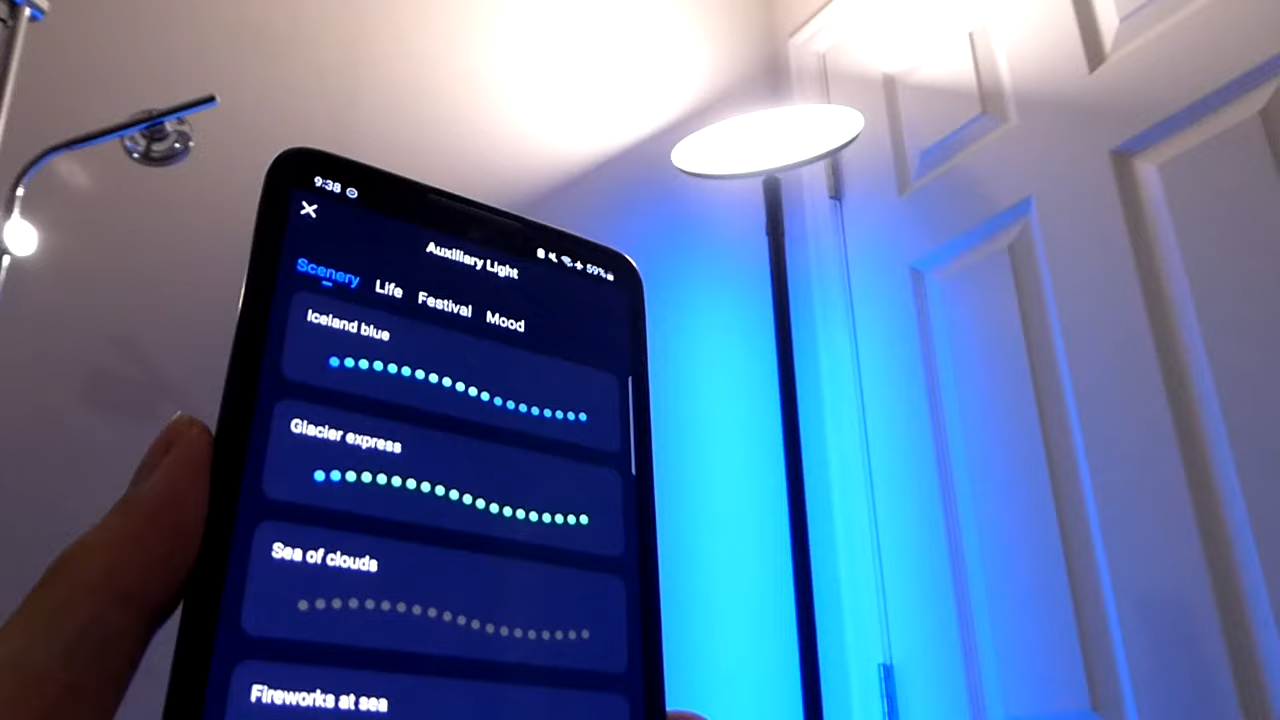 9:38
59%
Auxiliary Light
Scenery Life Festival Mood
Iceland blue
Glacier express
Sea of clouds
Fireworks at sea